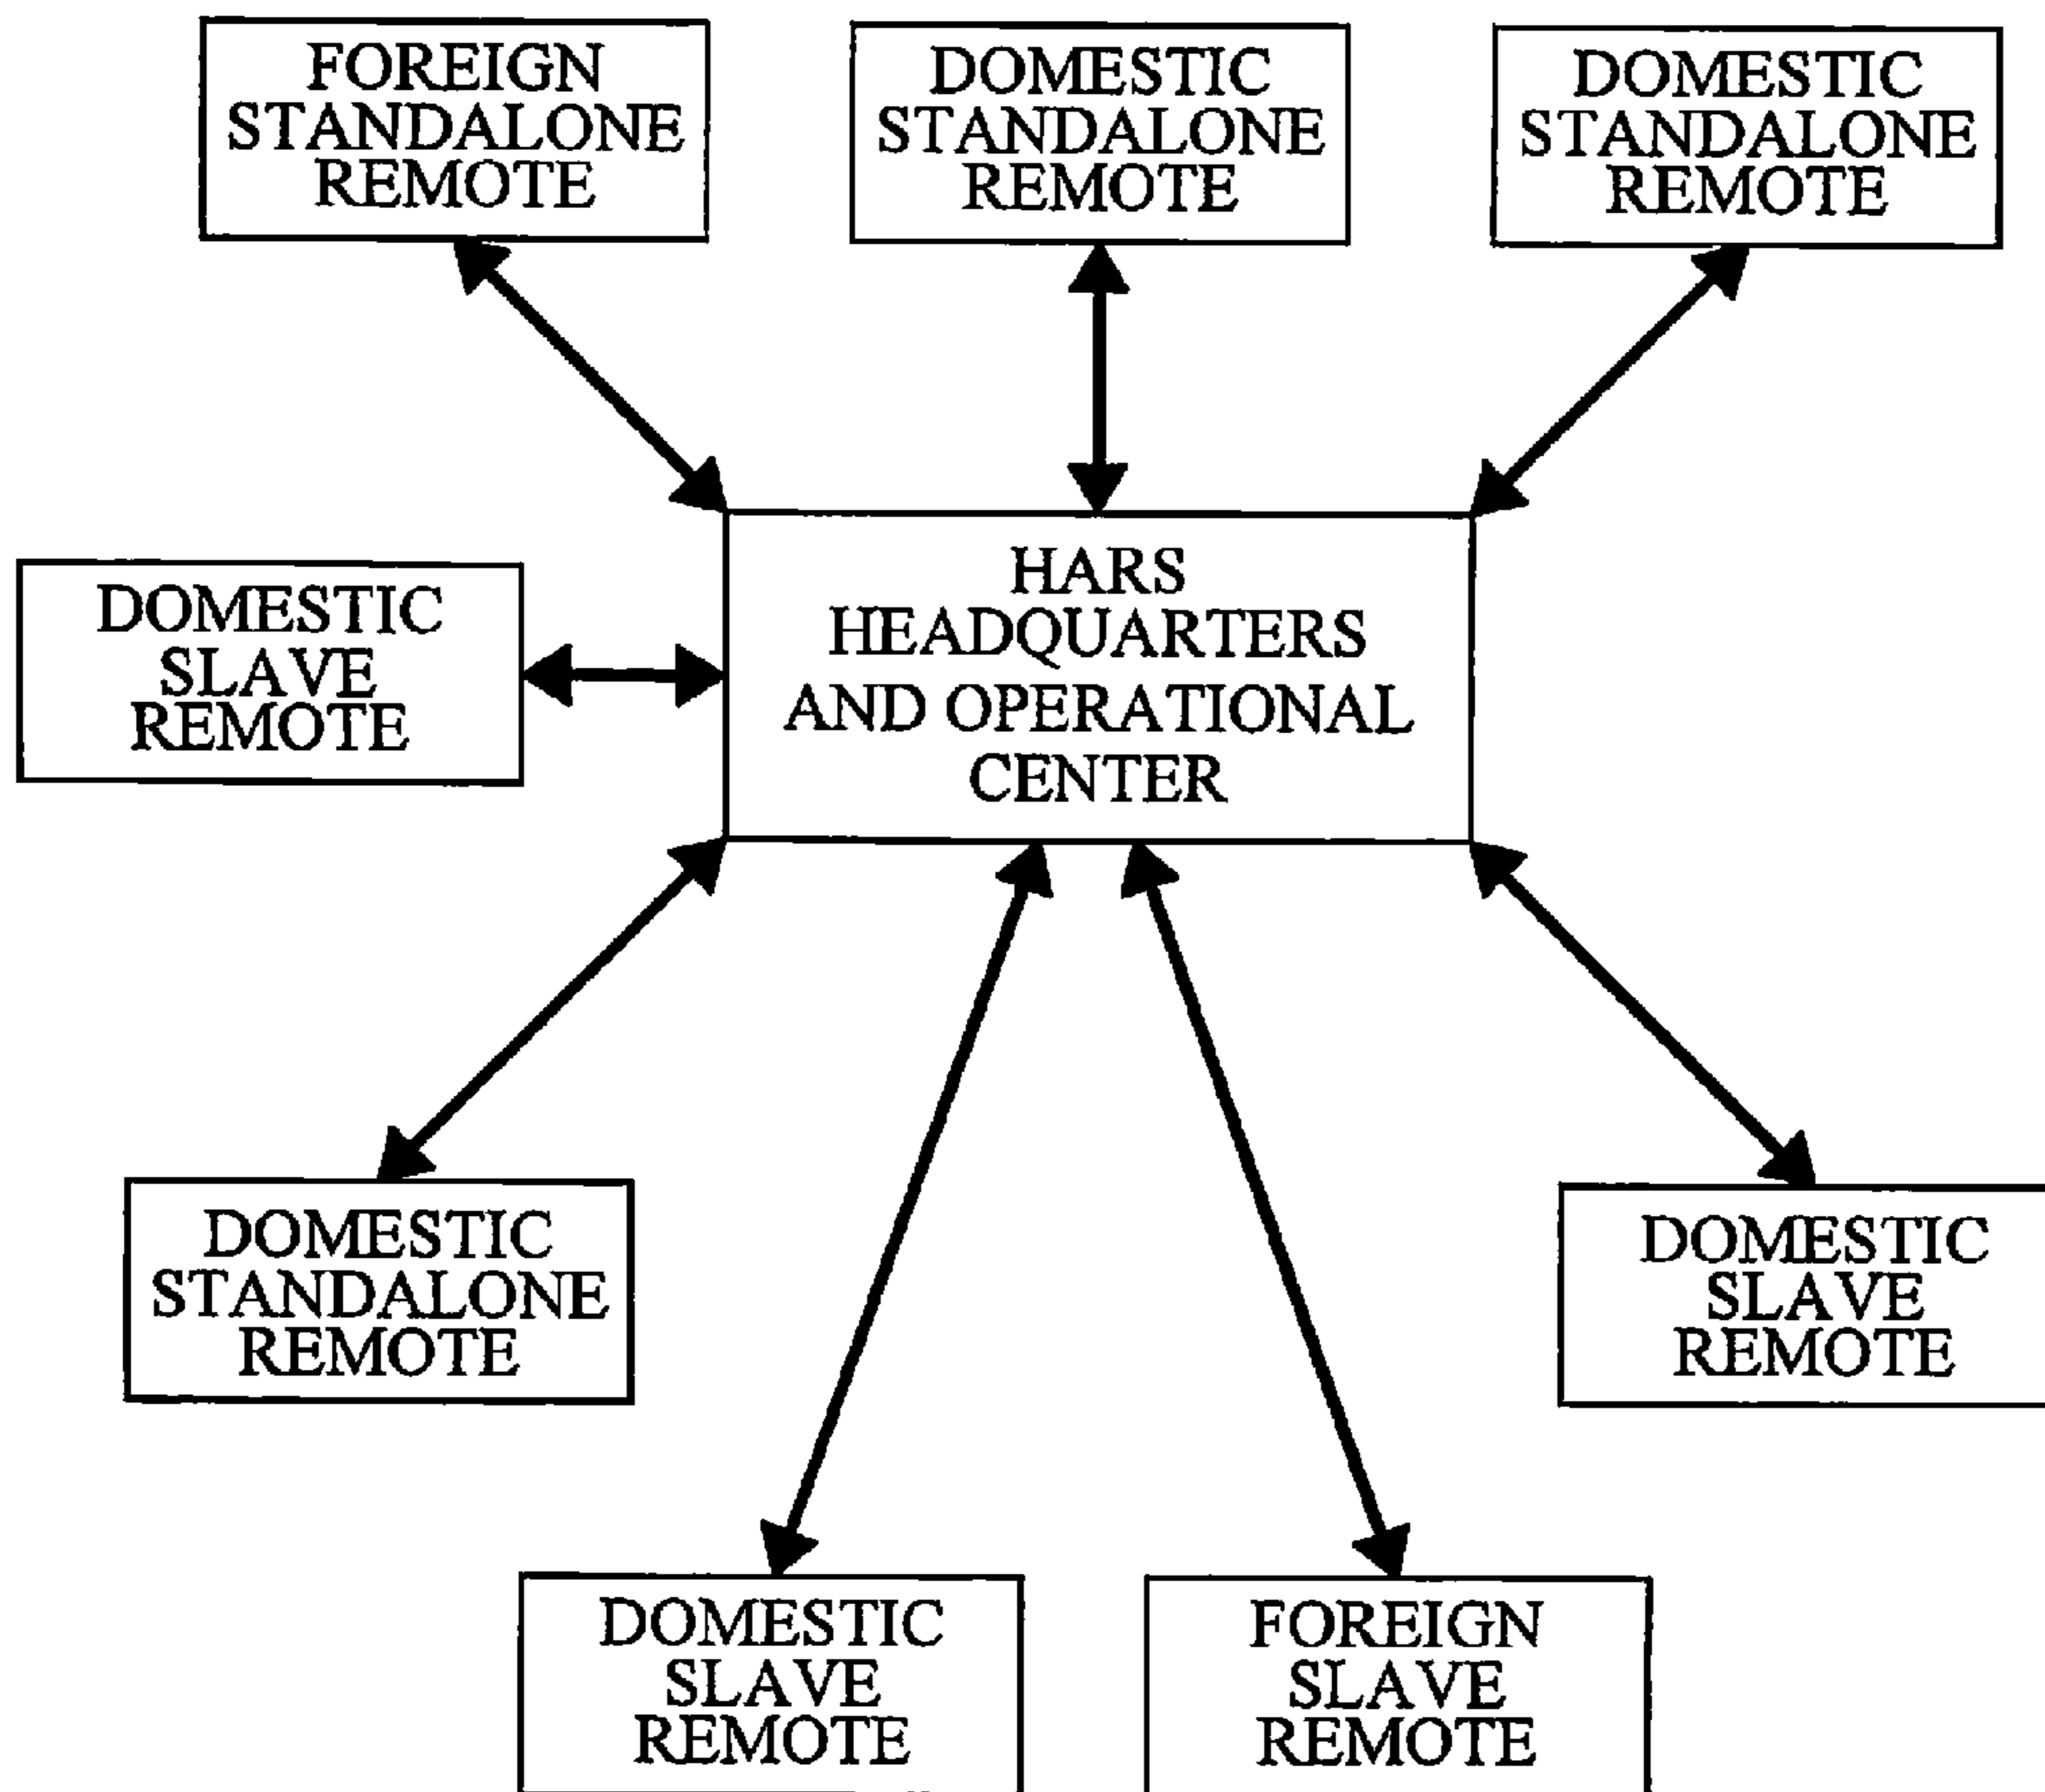 FOREIGN
STANDALONE
REMOTE
DOMESTIC
STANDALONE
REMOTE
DOMESTIC
STANDALONE
REMOTE
DOMESTIC
SLAVE
REMOTE
HARS
HEADQUARTERS
AND OPERATIONAL
CENTER
DOMESTIC
STANDALONE
REMOTE
DOMESTIC
SLAVE
REMOTE
DOMESTIC
SLAVE
REMOTE
FOREIGN
SLAVE
REMOTE